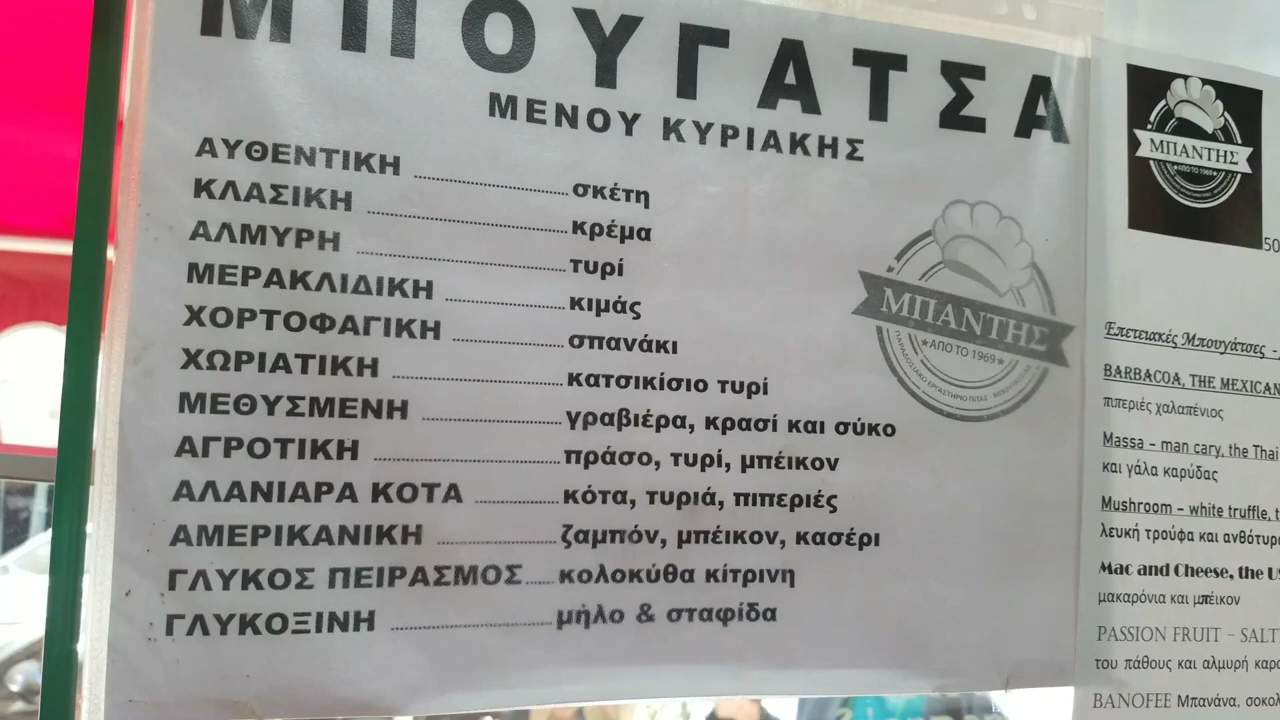 ΜΠΟΥΓΑΤΣΑ
ΜΕΝΟΥ ΚΥΡΙΑΚΗΣ
ΑΥΘΕΝΤΙΚΗ ........................ σκέτη
ΚΛΑΣΙΚΗ ................................ κρέμα
ΑΛΜΥΡΗ ................................. τυρί
ΜΕΡΑΚΛΙΔΙΚΗ ................... κιμάς
ΧΟΡΤΟΦΑΓΙΚΗ ................. σπανάκι
ΧΩΡΙΑΤΙΚΗ ........................... κατσικίσιο τυρί
ΜΕΘΥΣΜΕΝΗ ...................... γραβιέρα, κρασί και σύκο
ΑΓΡΟΤΙΚΗ ............................. πράσο, τυρί, μπέικον
ΑΛΑΝΙΑΡΑ ΚΟΤΑ ............. κότα, τυριά, πιπεριές
ΑΜΕΡΙΚΑΝΙΚΗ ................... ζαμπόν, μπέικον, κασέρι
ΓΛΥΚΟΣ ΠΕΙΡΑΣΜΟΣ ..... κολοκύθα κίτρινη
ΓΛΥΚΟΞΙΝΗ ......................... μήλο & σταφίδα
ΜΠΑΝΤΗΣ
★ΑΠΟ ΤΟ 1969★
ΠΑΡΑΔΟΣΙΑΚΟ ΕΡΓΑΣΤΗΡΙΟ ΠΙΤΑΣ
ΜΠΑΝΤΗΣ
★ΑΠΟ ΤΟ 1969★
50
Επετειακές Μπουγάτσες -
BARBACOA, THE MEXICAN
πιπεριές χαλαπένιος
Massa – man cary, the Thai
και γάλα καρύδας
Mushroom – white truffle,
λευκή τρούφα και
Mac and Cheese, the
μακαρόνια και μπέικον
PASSION FRUIT –
του πάθους και αλμυρή
BANOFEE Μπανάνα,